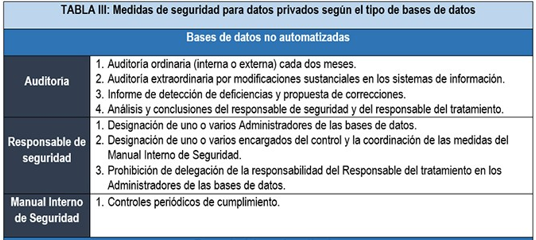 TABLA III: Medidas de seguridad para datos privados según el tipo de bases de datos
Bases de datos no automatizadas
Auditoría
1. Auditoría ordinaria (interna o externa) cada dos meses.
2. Auditoría extraordinaria por modificaciones sustanciales en los sistemas de información.
3. Informe de detección de deficiencias y propuesta de correcciones.
4. Análisis y conclusiones del responsable de seguridad y del responsable del tratamiento.
Responsable de
seguridad
1. Designación de uno o varios Administradores de las bases de datos.
2. Designación de uno o varios encargados del control y la coordinación de las medidas del
Manual Interno de Seguridad.
3. Prohibición de delegación de la responsabilidad del Responsable del tratamiento en los
Administradores de las bases de datos.
Manual Interno
de Seguridad
1. Controles periódicos de cumplimiento.